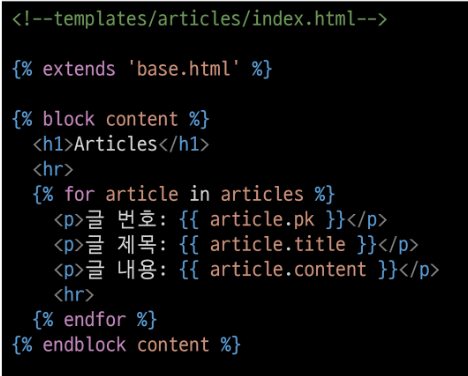 <!--templates/articles/index.html-->
{% extends 'base.html' %}
{% block content %}
<h1>Articles</h1>
<hr>
{% for article in articles %}
<p>글 번호: {{ article.pk }}</p>
<p>글 제목: {{ article.title }}</p>
<p>글 내용: {{ article.content }}</p>
<hr>
{% endfor %}
{% endblock content %}